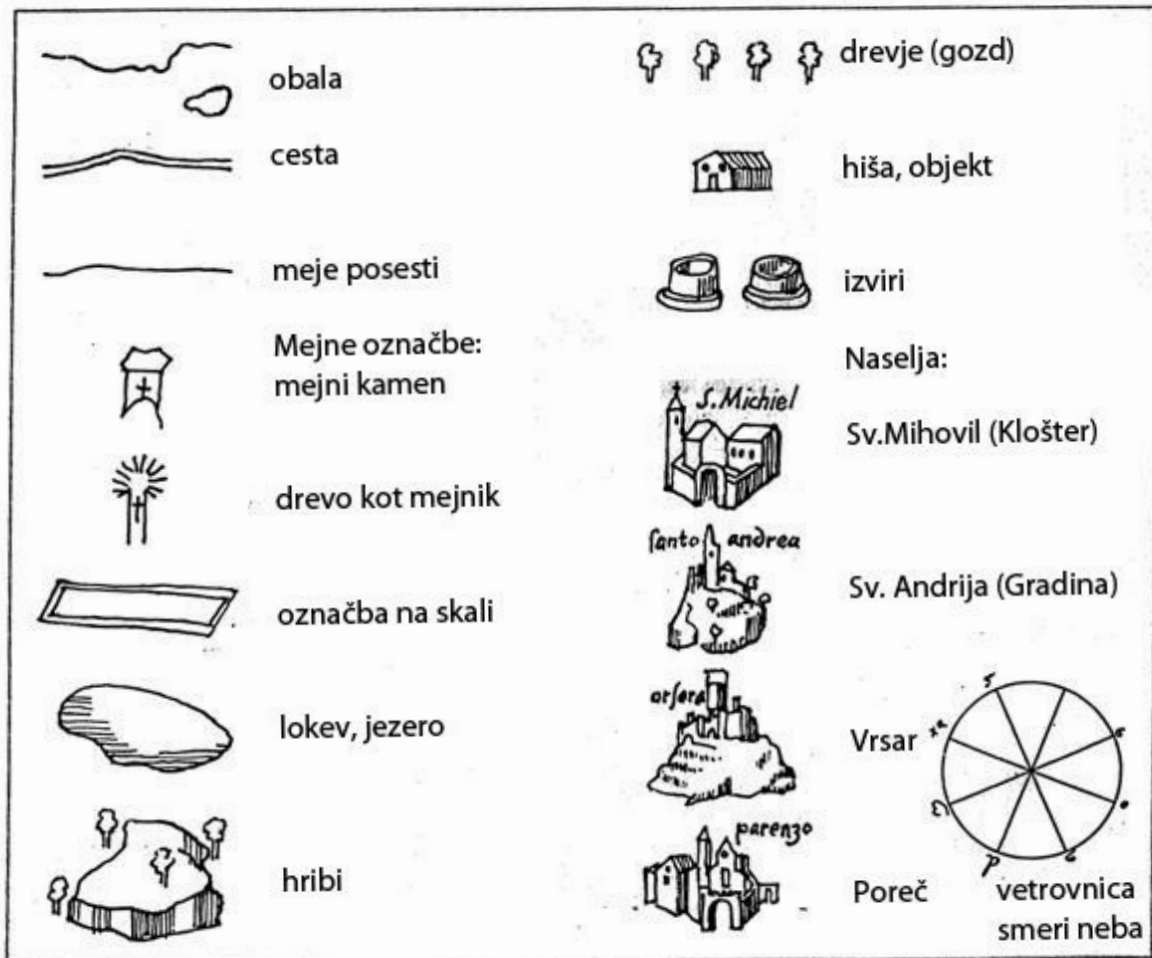 obala
cesta
meje posesti
Mejne označbe:
mejni kamen
drevo kot mejnik
označba na skali
lokev, jezero
hribi
drevje (gozd)
hiša, objekt
izviri
Naselja:
S. Michiel
Sv.Mihovil (Klošter)
santo andrea
Sv. Andrija (Gradina)
orsera
Vrsar
parenzo
Poreč
vetrovnica
smeri neba